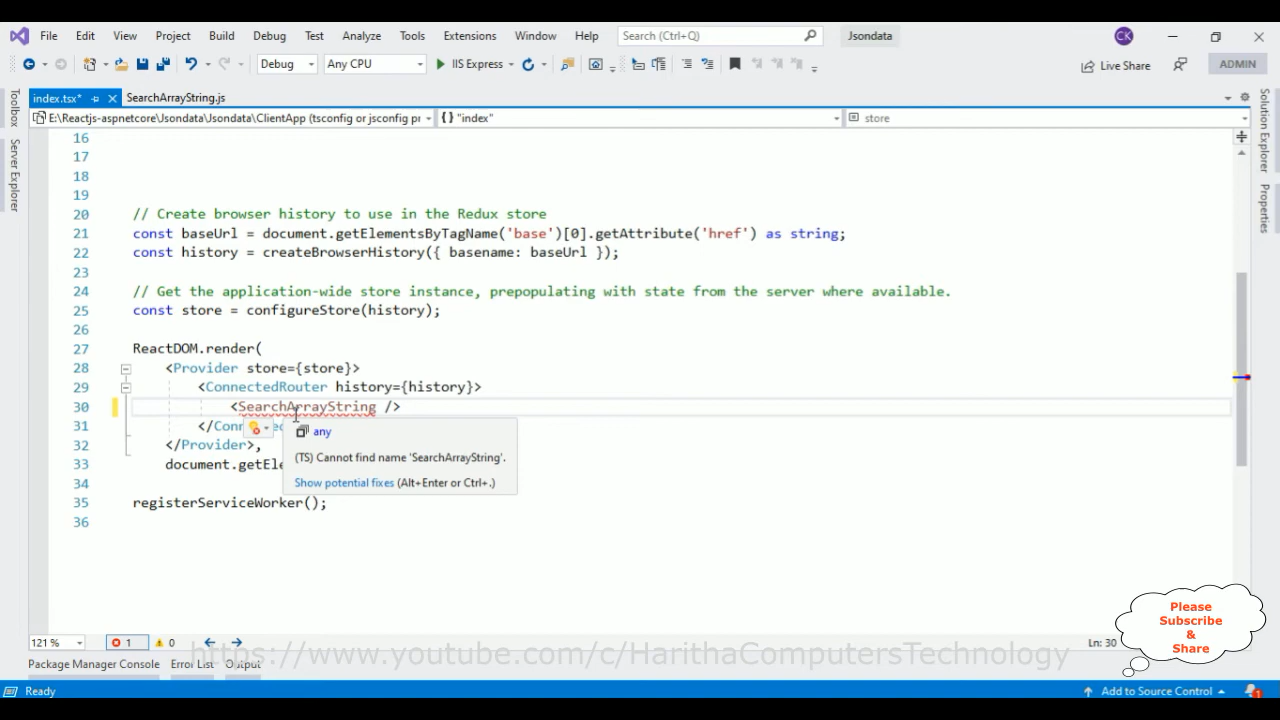 File Edit View Project Build Debug Test Analyze Tools Extensions Window Help Search (Ctrl+Q) Jsondata CK
Debug Any CPU IIS Express Live Share ADMIN
index.tsx* SearchArrayString.js
E:\Reactjs-aspnetcore\Jsondata\Jsondata\ClientApp (tsconfig or jsconfig pr {} "index" store
Toolbox
Server Explorer
Solution Explorer
Properties
16
17
18
19
20 // Create browser history to use in the Redux store
21 const baseUrl = document.getElementsByTagName('base')[0].getAttribute('href') as string;
22 const history = createBrowserHistory({ basename: baseUrl });
23
24 // Get the application-wide store instance, prepopulating with state from the server where available.
25 const store = configureStore(history);
26
27 ReactDOM.render(
28 <Provider store={store}>
29 <ConnectedRouter history={history}>
30 <SearchArrayString />
31 </Conn
any
32 </Provider>,
(TS) Cannot find name 'SearchArrayString'.
33 document.getEle
Show potential fixes (Alt+Enter or Ctrl+.)
34
35 registerServiceWorker();
36
Please
Subscribe
&
Share
121 % 1 0 Ln: 30
https://www.youtube.com/c/HarithaComputersTechnology
Package Manager Console Error List Output
Ready Add to Source Control 1